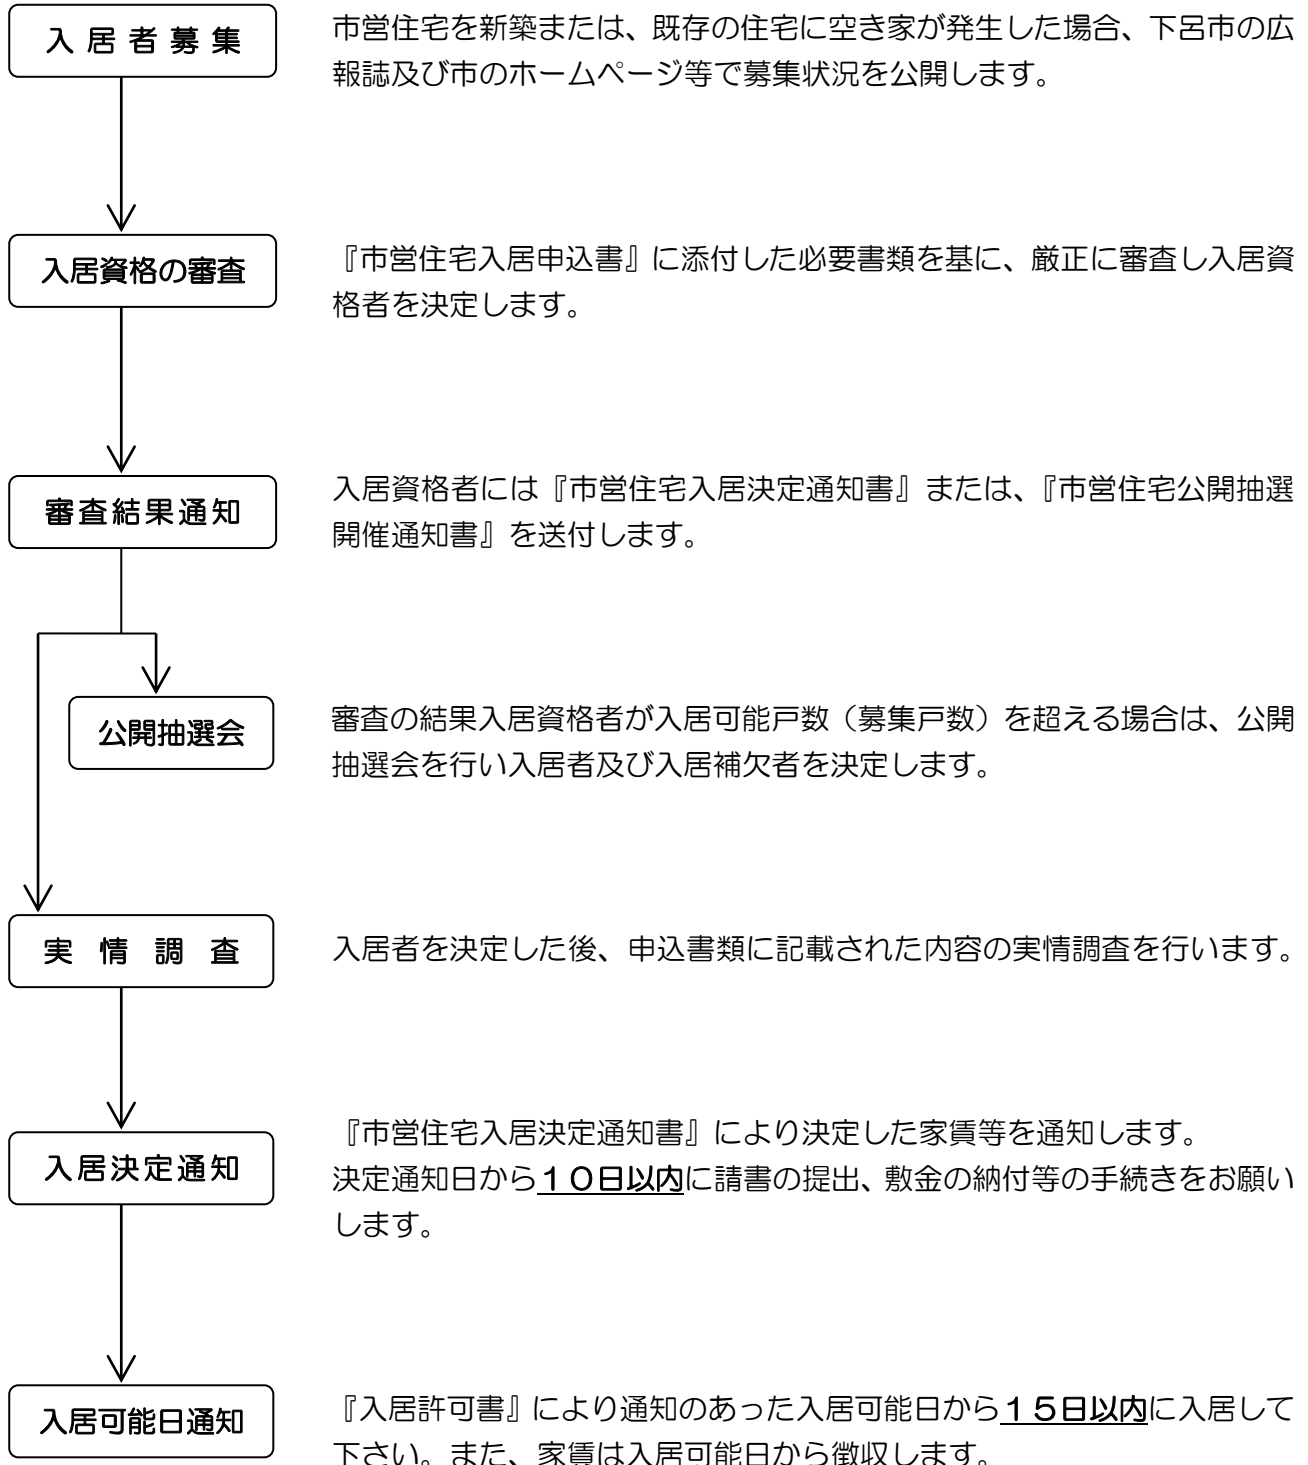 入居者募集
市営住宅を新築または、既存の住宅に空き家が発生した場合、下呂市の広
報誌及び市のホームページ等で募集状況を公開します。
入居資格の審査
『市営住宅入居申込書』に添付した必要書類を基に、厳正に審査し入居資
格者を決定します。
審査結果通知
入居資格者には『市営住宅入居決定通知書』または、『市営住宅公開抽選
開催通知書』を送付します。
公開抽選会
審査の結果入居資格者が入居可能戸数（募集戸数）を超える場合は、公開
抽選会を行い入居者及び入居補欠者を決定します。
実情調査
入居者を決定した後、申込書類に記載された内容の実情調査を行います。
入居決定通知
『市営住宅入居決定通知書』により決定した家賃等を通知します。
決定通知日から１０日以内に請書の提出、敷金の納付等の手続きをお願い
します。
入居可能日通知
『入居許可書』により通知のあった入居可能日から１５日以内に入居して
下さい。また、家賃は入居可能日から徴収します。